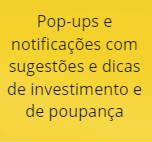 Pop-ups e
notificações com
sugestões e dicas
de investimento e
de poupança